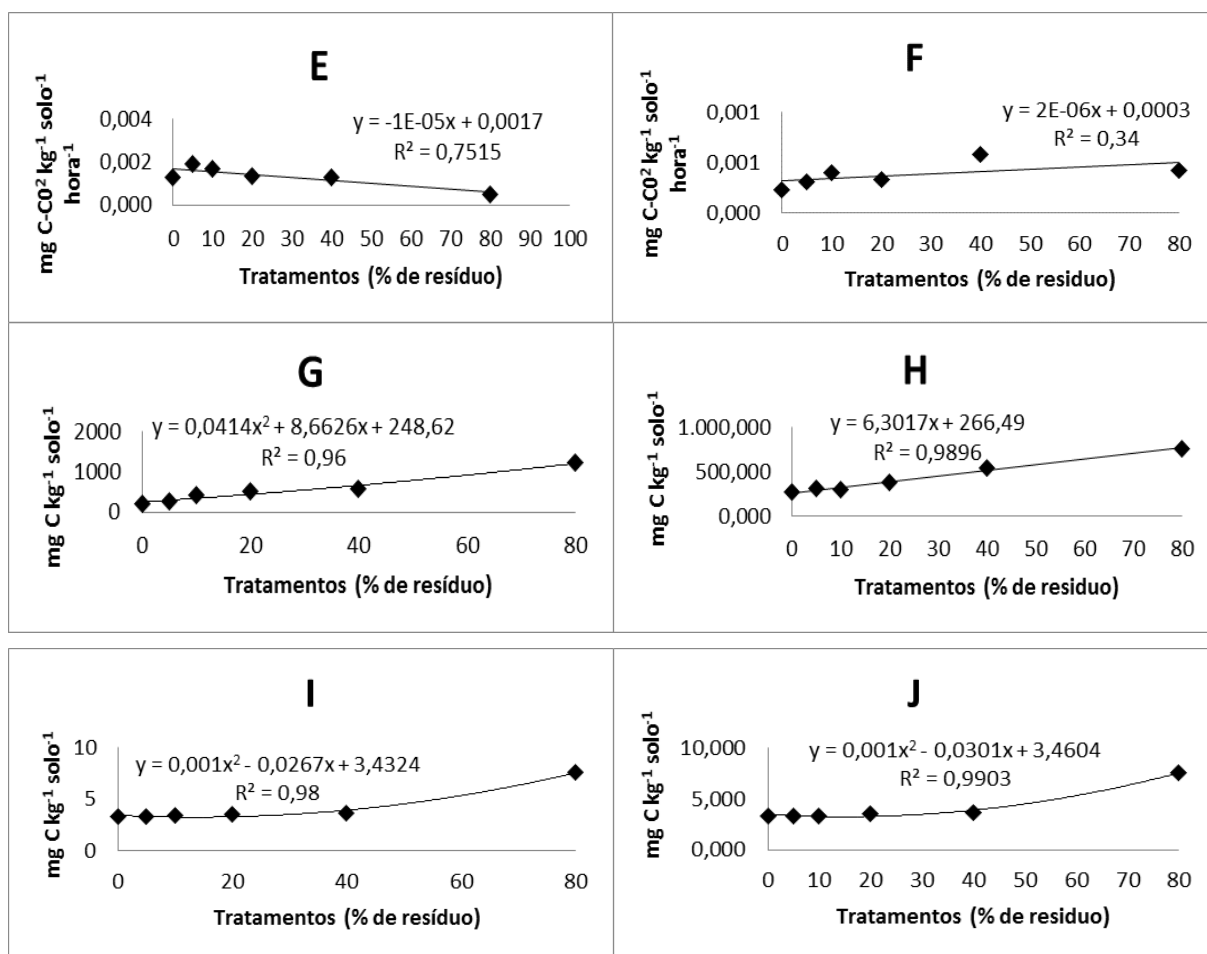 E
y = -1E-05x + 0,0017
R² = 0,7515
mg C-C0² kg⁻¹ solo⁻¹
hora⁻¹
0,004
0,002
0,000
0 10 20 30 40 50 60 70 80 90 100
Tratamentos (% de resíduo)
F
y = 2E-06x + 0,0003
R² = 0,34
mg C-C0² kg⁻¹ solo⁻¹
hora⁻¹
0,001
0,001
0,000
0 10 20 30 40 50 60 70 80
Tratamentos (% de resíduo)
G
y = 0,0414x² + 8,6626x + 248,62
R² = 0,96
mg C kg⁻¹ solo⁻¹
2000
1000
0
0 20 40 60 80
Tratamentos (% de resíduo)
H
y = 6,3017x + 266,49
R² = 0,9896
mg C kg⁻¹ solo⁻¹
1.000,000
500,000
0,000
0 10 20 30 40 50 60 70 80
Tratamentos (% de resíduo)
I
y = 0,001x² - 0,0267x + 3,4324
R² = 0,98
mg C kg⁻¹ solo⁻¹
10
5
0
0 20 40 60 80
Tratamentos (% de resíduo)
J
y = 0,001x² - 0,0301x + 3,4604
R² = 0,9903
mg C kg⁻¹ solo⁻¹
10,000
5,000
0,000
0 10 20 30 40 50 60 70 80
Tratamentos (% de residuo)